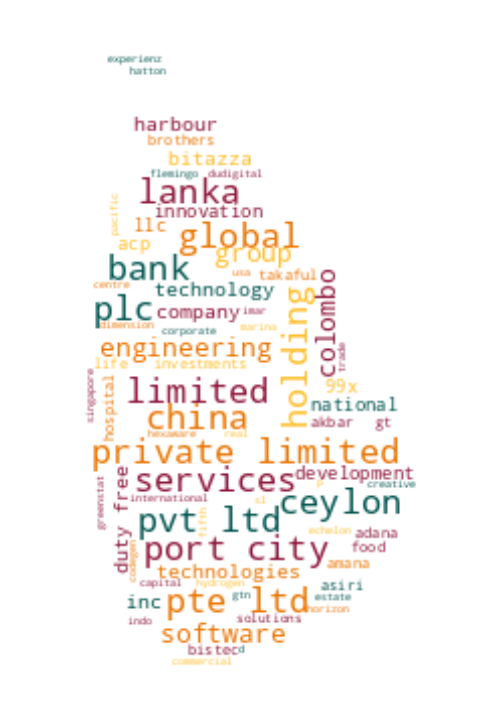 experienz
hatton
harbour
brothers
bitazza
flemingo dudigital
lanka
pacific
innovation
llc
global
acp
group
bank
usa takaful
centre
technology
holding
colombo
plc
company imar
dimension
corporate
marina
engineering
trade
life investments
singapore
limited
99x
hospital
national
china
akbar gt
hexaware real
private limited
services
development
duty free
greenstat
p
creative
international
sl
ceylon
pvt ltd
fifth
echelon adana
port city
food
codegen
technologies
amana
capital hydrogen
asiri
inc
pte ltd
gtn
estate
horizon
indo
solutions
software
bistec
d
commercial